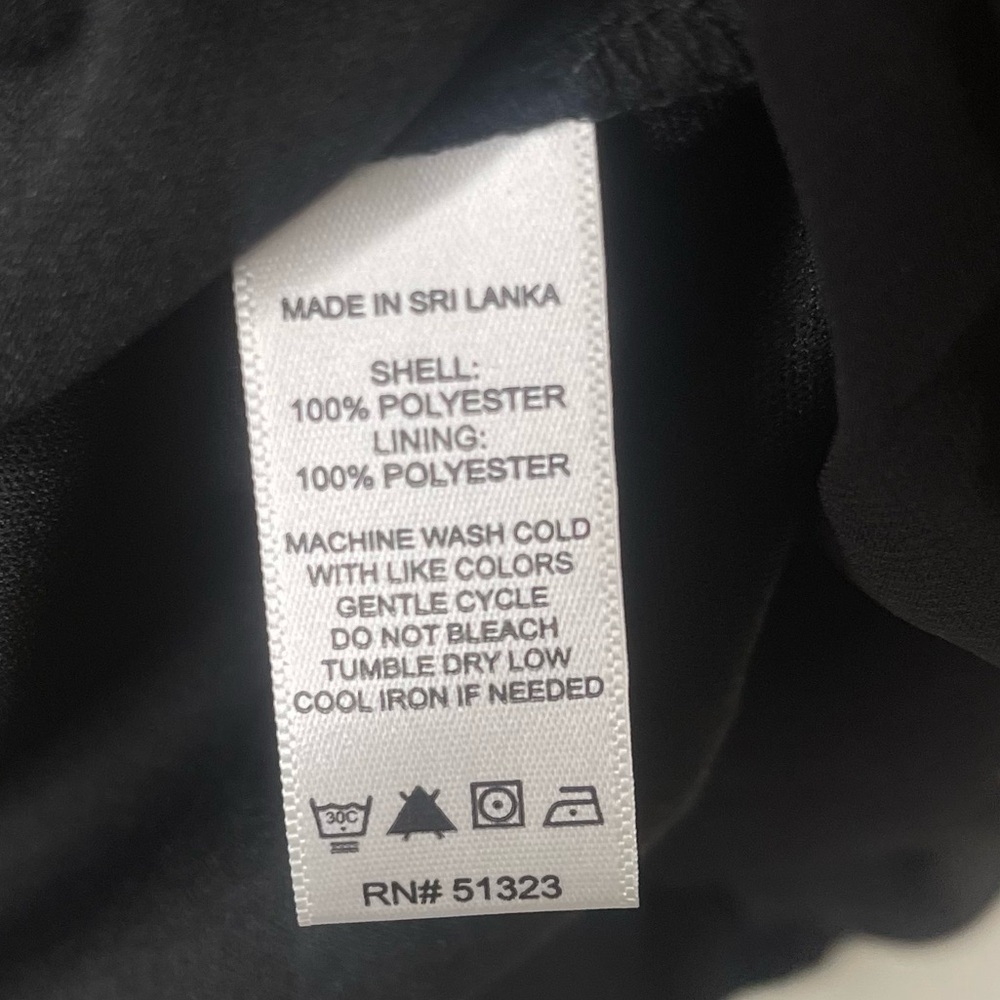 MADE IN SRI LANKA
SHELL:
100% POLYESTER
LINING:
100% POLYESTER
MACHINE WASH COLD
WITH LIKE COLORS
GENTLE CYCLE
DO NOT BLEACH
TUMBLE DRY LOW
COOL IRON IF NEEDED
30C
RN# 51323